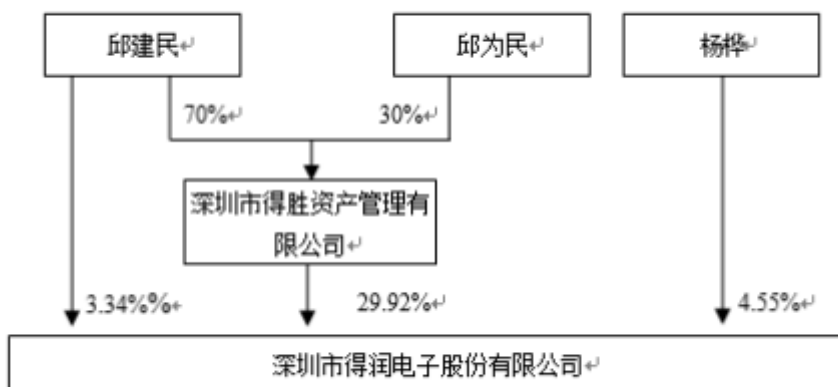 邱建民↵
邱为民↵
杨桦↵
70%↵
30%↵
深圳市得胜资产管理有
限公司↵
3.34%%↵
29.92%↵
4.55%↵
深圳市得润电子股份有限公司↵